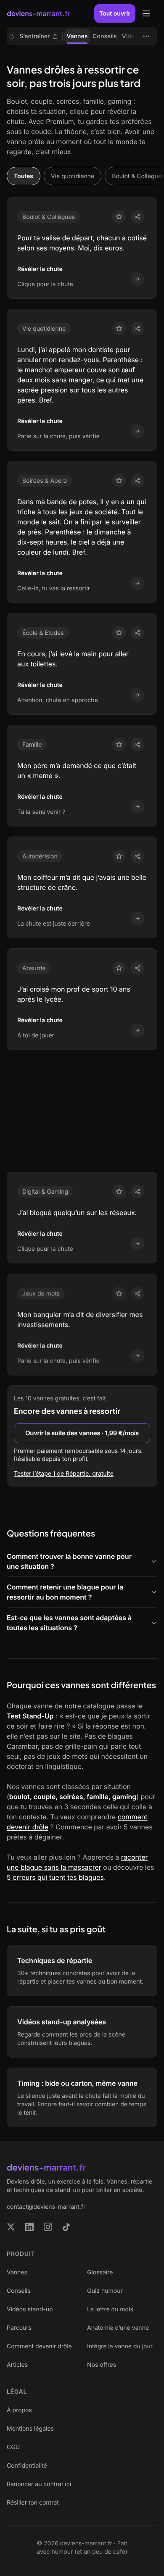 deviens-marrant.fr
Tout ouvrir
S'entraîner
Vannes
Conseils
Vannes drôles à ressortir ce
soir, pas trois jours plus tard
Boulot, couple, soirées, famille, gaming :
chaque vanne cache sa chute, clique pour la
révéler. Avec Premium, tu gardes tes préférées
sous le coude. La théorie, c'est bien. Avoir une
vanne prête au moment où tout le monde te
regarde, c'est mieux.
Toutes
Vie quotidienne
Boulot & Collègues
Boulot & Collègues
Pour ta valise de départ, chacun a cotisé
selon ses moyens. Moi, dix euros.
Révéler la chute
Clique pour la chute
Vie quotidienne
Lundi, j'ai appelé mon dentiste pour
annuler mon rendez-vous. Parenthèse :
le manchot empereur couve son œuf
deux mois sans manger, ce qui met une
sacrée pression sur tous les autres
pères. Bref.
Révéler la chute
Parie sur la chute, puis vérifie
Soirées & Apéro
Dans ma bande de potes, il y en a un qui
triche à tous les jeux de société. Tout le
monde le sait. On a fini par le surveiller
de près. Parenthèse : le dimanche à
dix-sept heures, le ciel a déjà une
couleur de lundi. Bref.
Révéler la chute
Celle-là, tu vas la ressortir
École & Études
En cours, j'ai levé la main pour aller
aux toilettes.
Révéler la chute
Attention, chute en approche
Famille
Mon père m'a demandé ce que c'était
un « meme ».
Révéler la chute
Tu la sens venir ?
Autodérision
Mon coiffeur m'a dit que j'avais une belle
structure de crâne.
Révéler la chute
La chute est juste derrière
Absurde
J'ai croisé mon prof de sport 10 ans
après le lycée.
Révéler la chute
À toi de jouer
Digital & Gaming
J'ai bloqué quelqu'un sur les réseaux.
Révéler la chute
Clique pour la chute
Jeux de mots
Mon banquier m'a dit de diversifier mes
investissements.
Révéler la chute
Parie sur la chute, puis vérifie
Les 10 vannes gratuites, c'est fait.
Encore des vannes à ressortir
Ouvrir la suite des vannes · 1,99 €/mois
Premier paiement remboursable sous 14 jours.
Résiliable depuis ton profil.
Tester l'étape 1 de Répartie, gratuite
Questions fréquentes
Comment trouver la bonne vanne pour
une situation ?
Comment retenir une blague pour la
ressortir au bon moment ?
Est-ce que les vannes sont adaptées à
toutes les situations ?
Pourquoi ces vannes sont différentes
Chaque vanne de notre catalogue passe le
Test Stand-Up : « est-ce que je peux la sortir
ce soir et faire rire ? » Si la réponse est non,
elle n'est pas sur le site. Pas de blagues
Carambar, pas de grille-pain qui parle tout
seul, pas de jeux de mots qui nécessitent un
doctorat en linguistique.
Nous vannes sont classées par situation
(boulot, couple, soirées, famille, gaming) pour
que tu trouves en 3 secondes celle qui colle à
ton contexte. Tu veux comprendre comment
devenir drôle ? Commence par avoir 5 vannes
prêtes à dégainer.
Tu veux aller plus loin ? Apprends à raconter
une blague sans la massacrer ou découvre les
5 erreurs qui tuent tes blagues.
La suite, si tu as pris goût
Techniques de répartie
30+ techniques concrètes pour avoir de la
répartie et placer tes vannes au bon moment.
Vidéos stand-up analysées
Regarde comment les pros de la scène
construisent leurs blagues.
Timing : bide ou carton, même vanne
Le silence juste avant la chute fait la moitié du
travail. Encore faut-il savoir combien de temps
le tenir.
deviens-marrant.fr
Deviens drôle, un exercice à la fois. Vannes, répartie
et techniques de stand-up pour briller en société.
contact@deviens-marrant.fr
PRODUIT
Vannes
Glossaire
Conseils
Quiz humour
Vidéos stand-up
La lettre du mois
Parcours
Anatomie d'une vanne
Comment devenir drôle
Intègre la vanne du jour
Articles
Nos offres
LÉGAL
À propos
Mentions légales
CGU
Confidentialité
Renoncer au contrat ici
Résilier ton contrat
© 2026 deviens-marrant.fr · Fait
avec humour (et un peu de café)